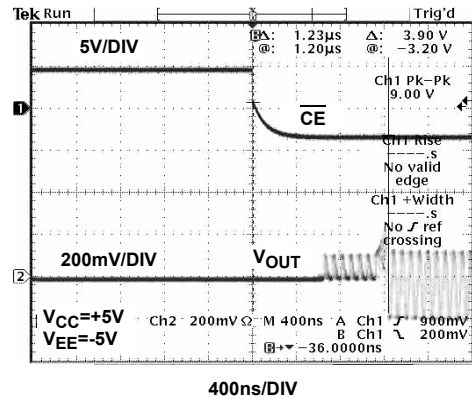 Tek Run Trig'd
5V/DIV
Δ: 1.23µs Δ: 3.90 V
@: 1.20µs @: −3.20 V
Ch1 Pk−Pk
9.00 V
1
CE
Ch1 Rise
−−−−.s
No valid
edge
Ch1 +Width
−−−−.s
No ƒ ref
crossing
200mV/DIV
VOUT
2
VCC=+5V
VEE=-5V
Ch2 200mV Ω M 400ns A Ch1 ƒ 900mV
B Ch1 200mV
B −36.0000ns
400ns/DIV